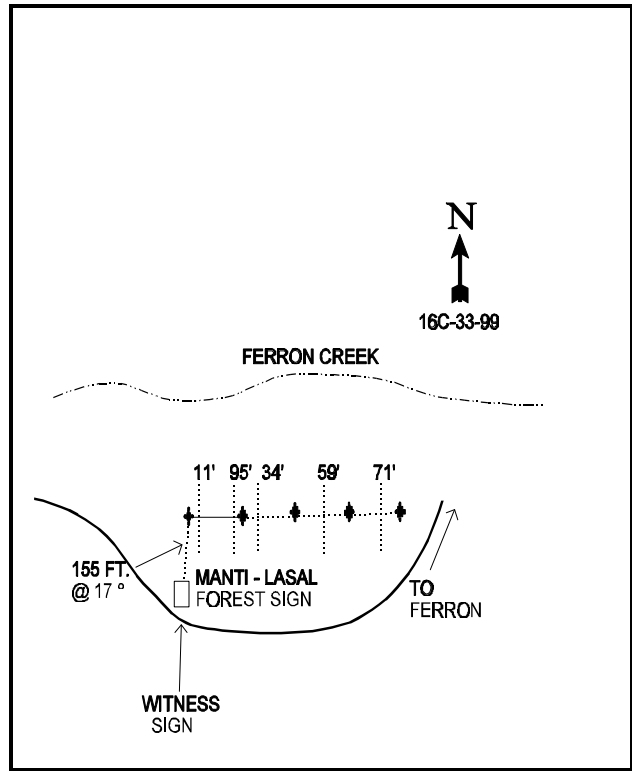 N
16C-33-99
FERRON CREEK
11' 95' 34' 59' 71'
155 FT.
@ 17 °
MANTI - LASAL
FOREST SIGN
TO
FERRON
WITNESS
SIGN